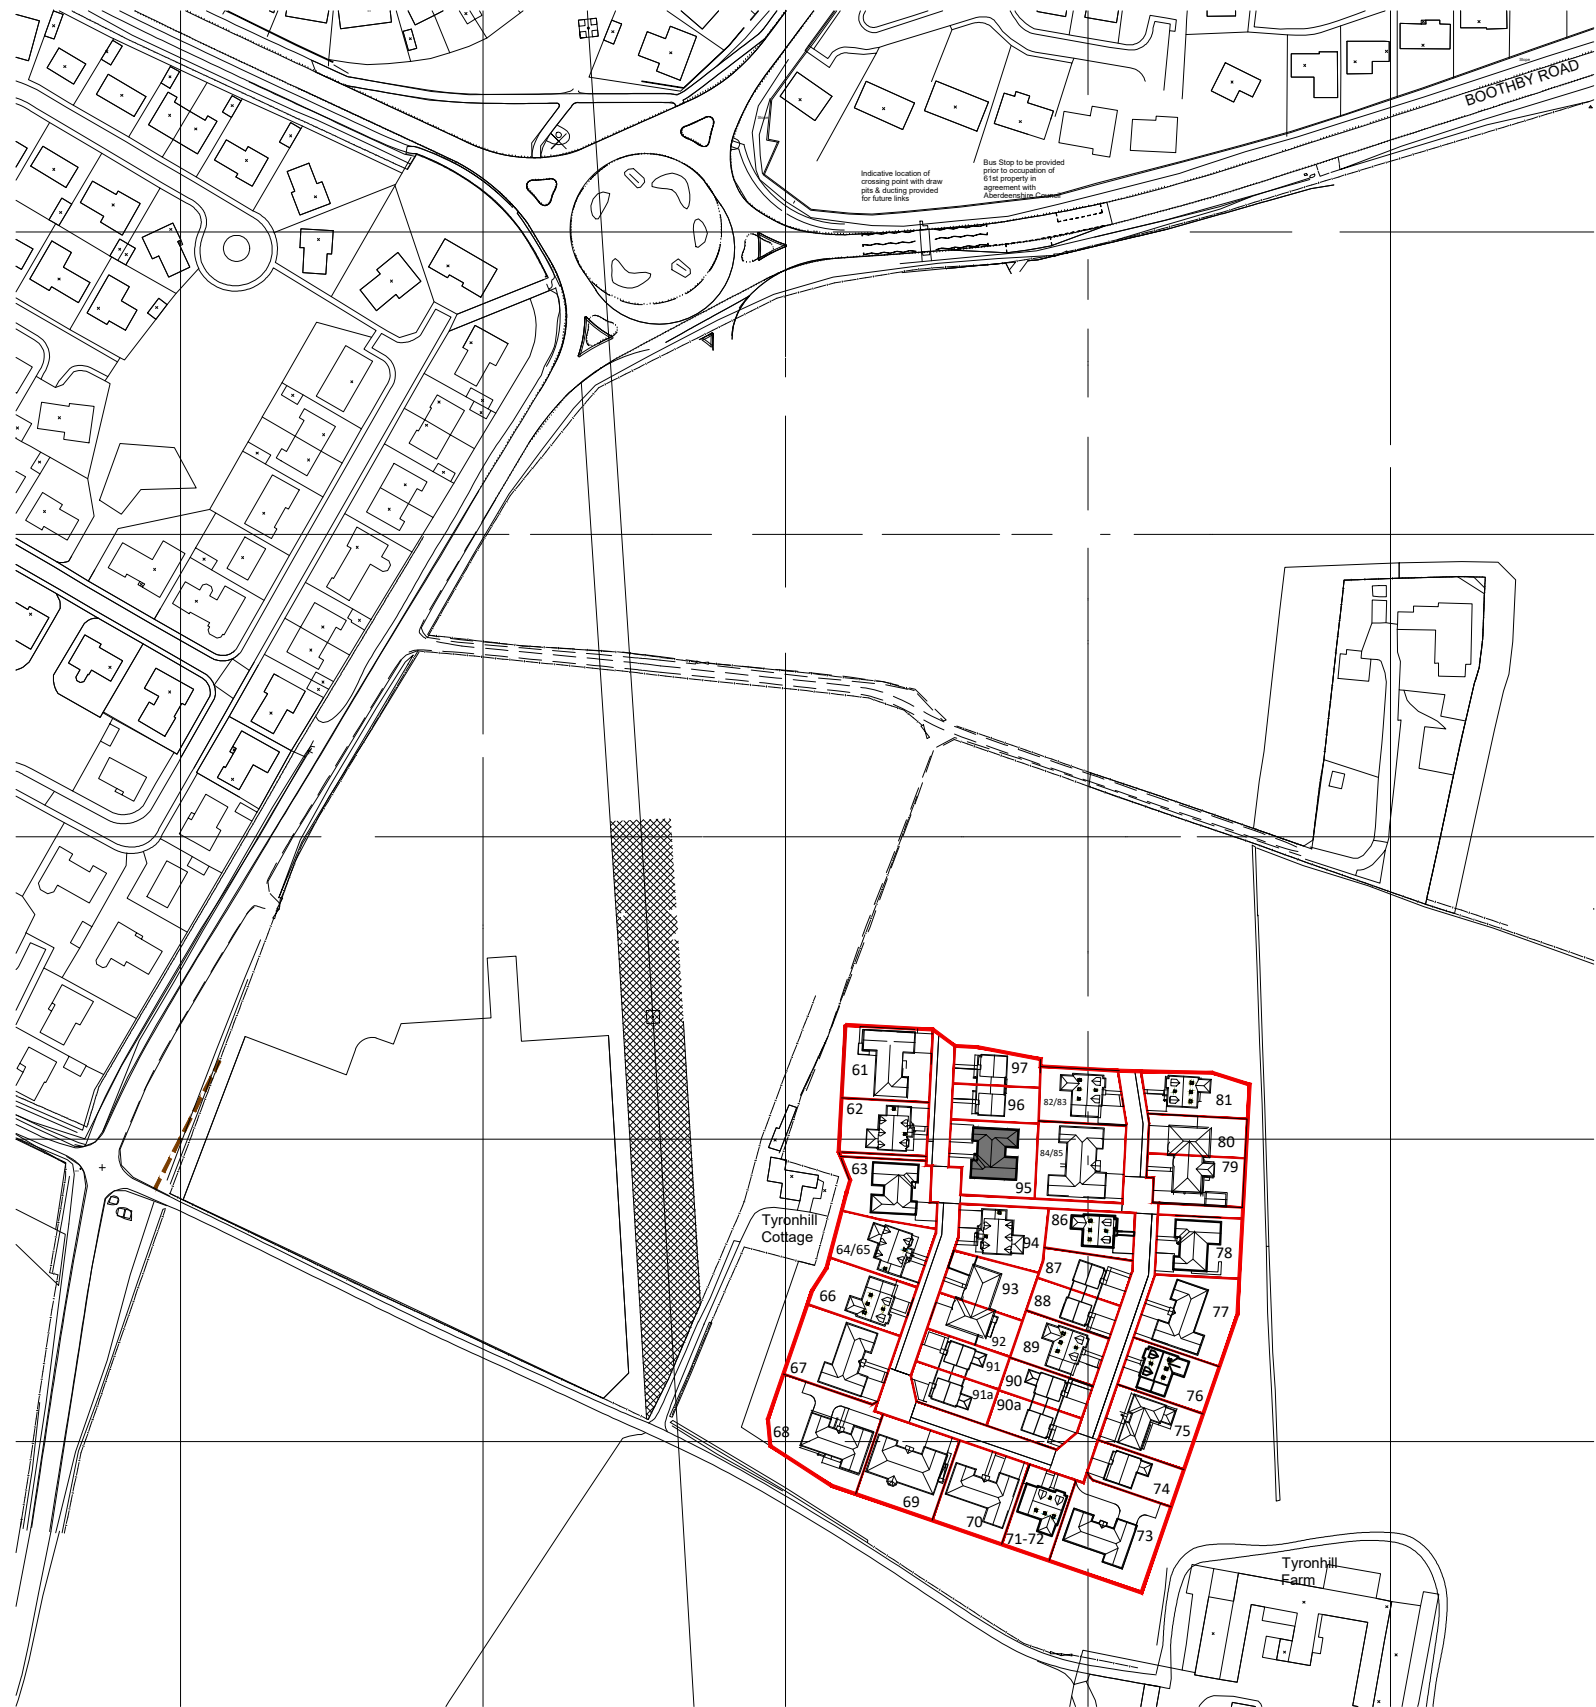 BOOTHBY ROAD
Indicative location of
crossing point with draw
pits & ducting provided
for future links
Bus Stop to be provided
prior to occupation of
61st property in
agreement with
Aberdeenshire Council
61
97
96
82/83
81
62
80
84/85
79
63
95
86
94
78
Tyronhill
Cottage
64/65
87
93
88
77
66
92
89
91
67
90
76
91a
90a
75
68
74
69
70
71-72
73
Tyronhill
Farm